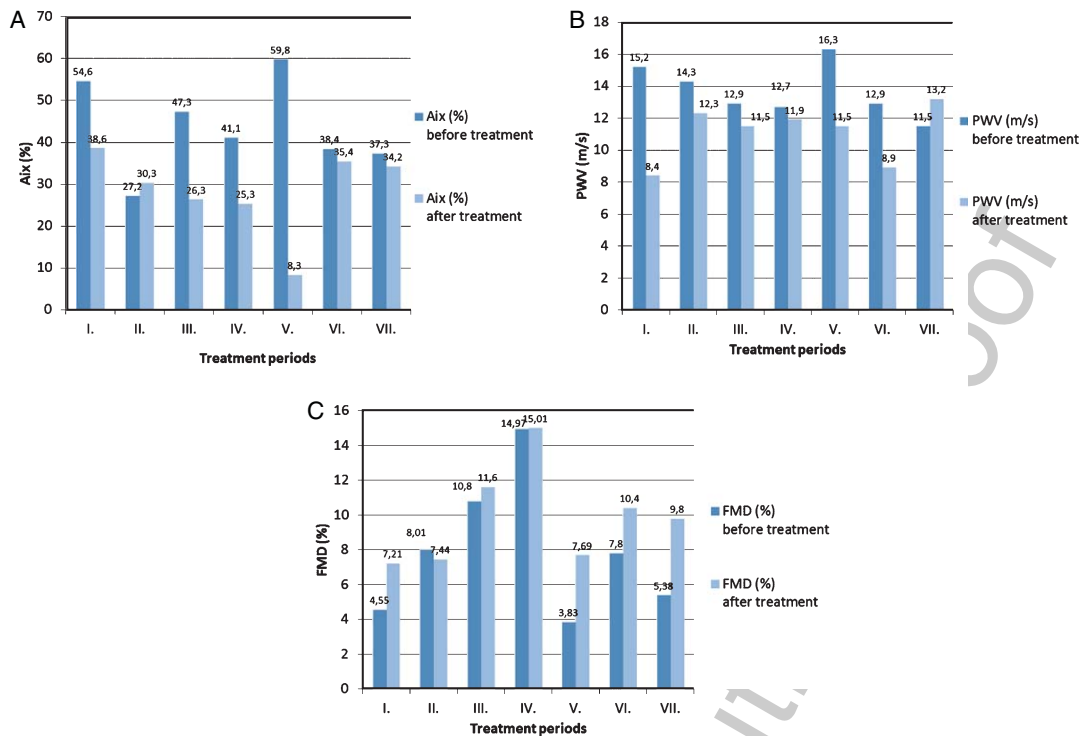 A
70
60
50
40
30
20
10
0
Aix (%)
54,6
38,6
27,2
30,3
47,3
26,3
41,1
25,3
59,8
8,3
38,4
35,4
37,3
34,2
I. II. III. IV. V. VI. VII.
Treatment periods
Aix (%)
before treatment
Aix (%)
after treatment
B
18
16
14
12
10
8
6
4
2
0
PWV (m/s)
15,2
8,4
14,3
12,3
12,9
11,5
12,7
11,9
16,3
11,5
12,9
8,9
11,5
13,2
I. II. III. IV. V. VI. VII.
Treatment periods
PWV (m/s)
before treatment
PWV (m/s)
after treatment
C
16
14
12
10
8
6
4
2
0
FMD (%)
4,55
7,21
8,01
7,44
10,8
11,6
14,97
15,01
3,83
7,69
7,8
10,4
5,38
9,8
I. II. III. IV. V. VI. VII.
Treatment periods
FMD (%)
before treatment
FMD (%)
after treatment